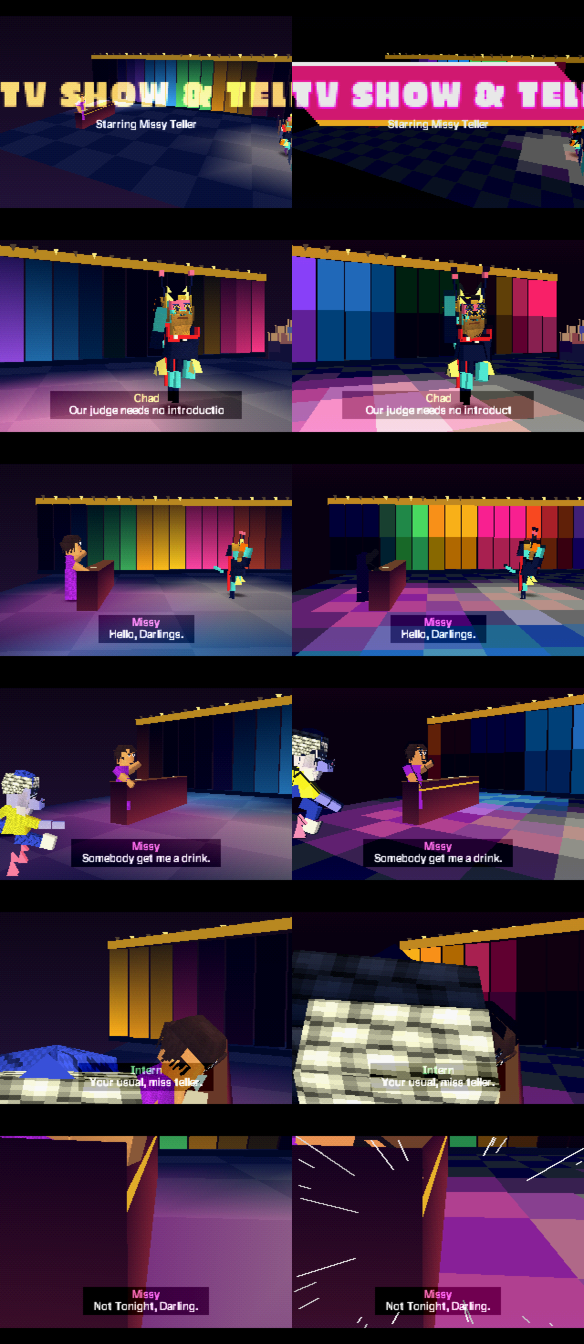 TV SHOW & TEL
TV SHOW & TEL
Starring Missy Teller
Starring Missy Teller
Chad
Our judge needs no introductio
Chad
Our judge needs no introduct
Missy
Hello, Darlings.
Missy
Hello, Darlings.
Missy
Somebody get me a drink.
Missy
Somebody get me a drink.
Intern
Your usual, miss teller.
Intern
Your usual, miss teller.
Missy
Not Tonight, Darling.
Missy
Not Tonight, Darling.